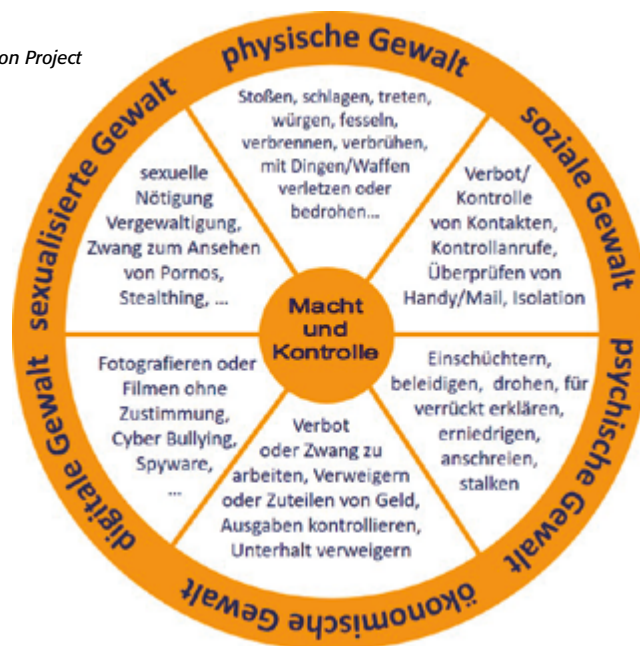 on Project
physische Gewalt
Stoßen, schlagen, treten,
würgen, fesseln,
verbrennen, verbrühen,
mit Dingen/Waffen
verletzen oder
bedrohen...
soziale Gewalt
Verbot/
Kontrolle
von Kontakten,
Kontrollanrufe,
Überprüfen von
Handy/Mail, Isolation
psychische Gewalt
Einschüchtern,
beleidigen, drohen, für
verrückt erklären,
erniedrigen,
anschreien,
stalken
ökonomische Gewalt
Verbot
oder Zwang zu
arbeiten, Verweigern
oder Zuteilen von Geld,
Ausgaben kontrollieren,
Unterhalt verweigern
digitale Gewalt
Fotografieren oder
Filmen ohne
Zustimmung,
Cyber Bullying,
Spyware,
...
sexualisierte Gewalt
sexuelle
Nötigung
Vergewaltigung,
Zwang zum Ansehen
von Pornos,
Stealthing, ...
Macht
und
Kontrolle